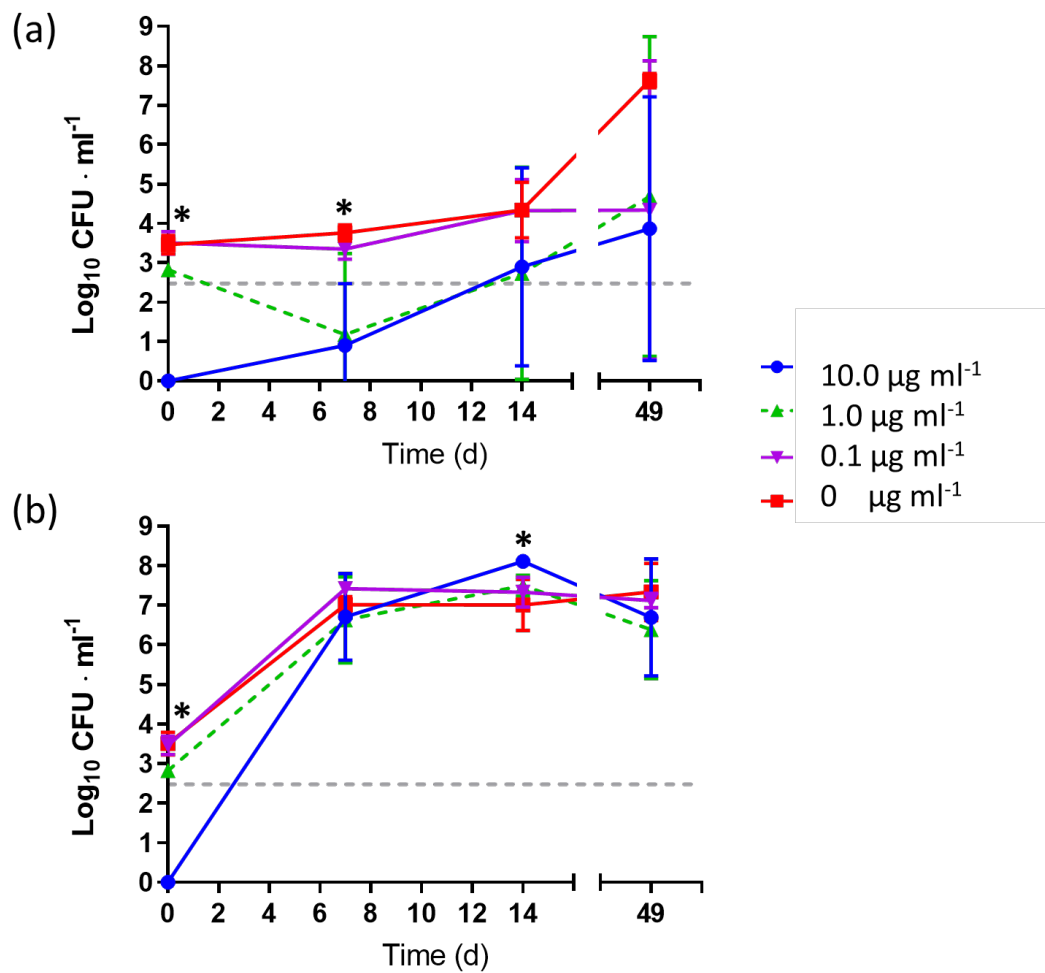 (a)
9
8
7
6
5
4
3
2
1
0
Log₁₀ CFU · ml⁻¹
*
*
0 2 4 6 8 10 12 14 49
Time (d)
10.0 µg ml⁻¹
1.0 µg ml⁻¹
0.1 µg ml⁻¹
0 µg ml⁻¹
(b)
9
8
7
6
5
4
3
2
1
0
Log₁₀ CFU · ml⁻¹
*
*
0 2 4 6 8 10 12 14 49
Time (d)